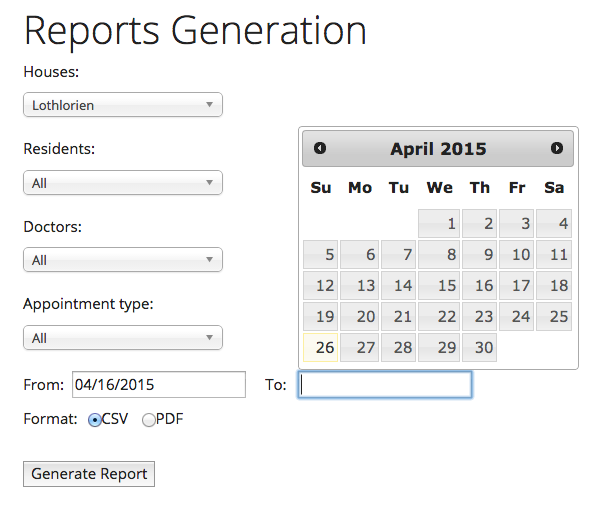 Reports Generation
Houses:
Lothlorien
Residents:
All
Doctors:
All
Appointment type:
All
From: 04/16/2015 To:
Format: CSV PDF
Generate Report
April 2015
Su Mo Tu We Th Fr Sa
1 2 3 4
5 6 7 8 9 10 11
12 13 14 15 16 17 18
19 20 21 22 23 24 25
26 27 28 29 30